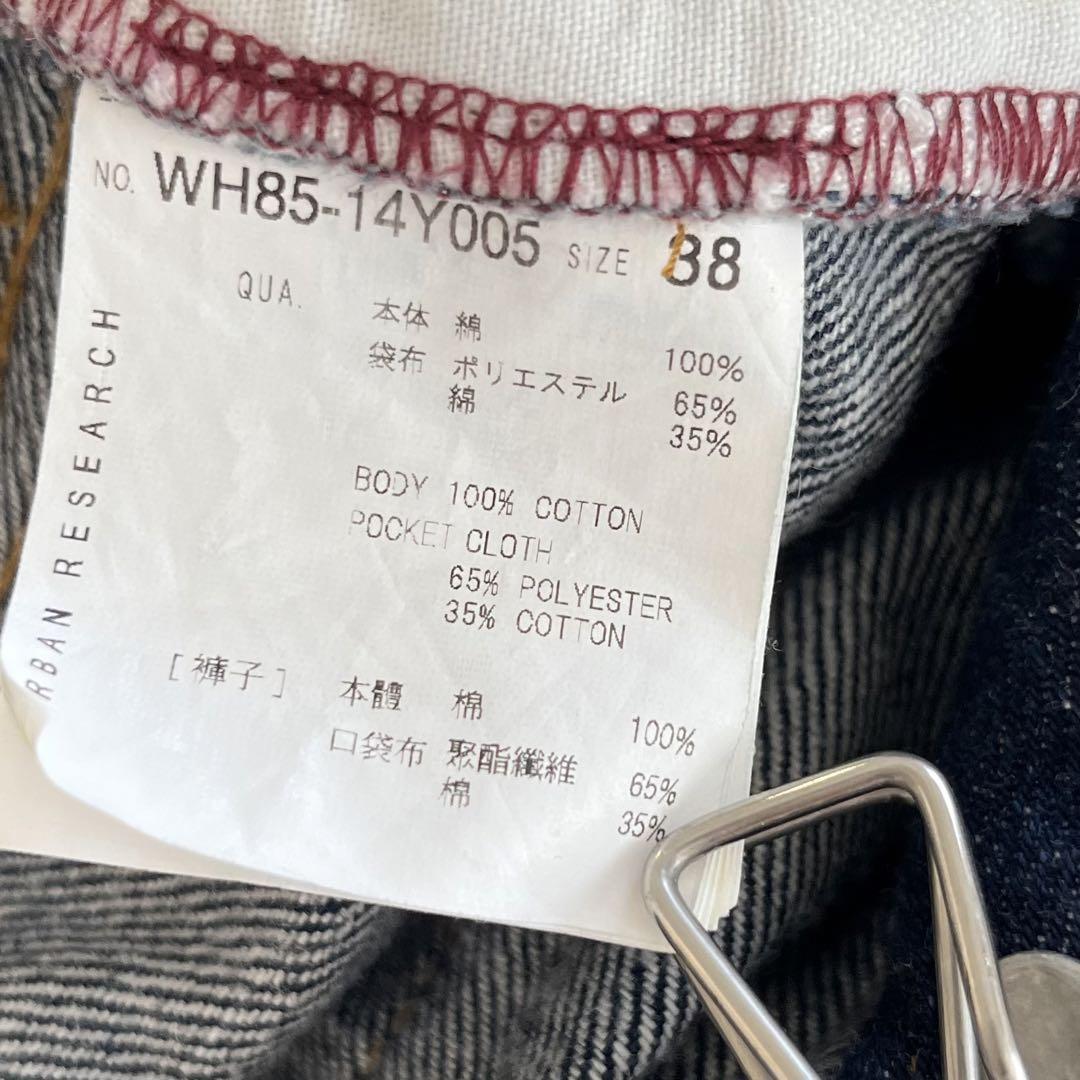 NO. WH85-14Y005 SIZE 38
QUA.
本体 綿 100%
袋布 ポリエステル 65%
綿 35%
BODY 100% COTTON
POCKET CLOTH
65% POLYESTER
35% COTTON
[褲子] 本體 棉 100%
口袋布 聚酯纖維 65%
棉 35%
RBAN RESEARCH